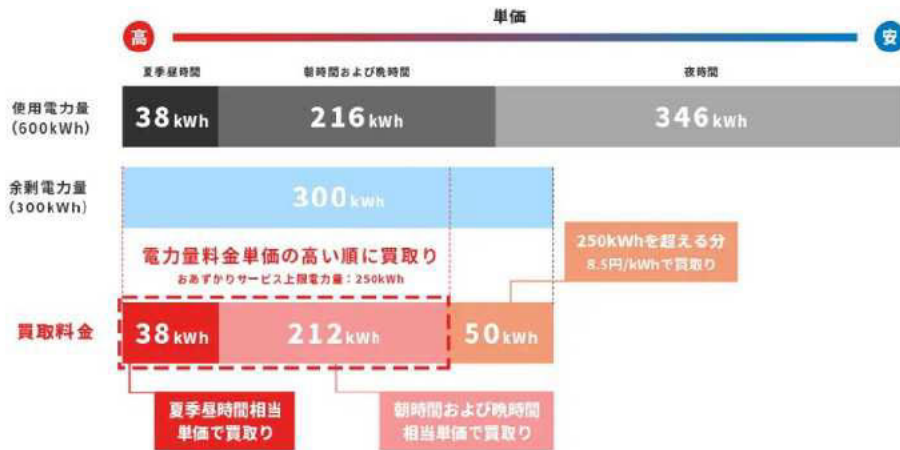 単価
高
安
夏季昼時間
朝時間および晩時間
夜時間
使用電力量
(600kWh)
38kWh
216kWh
346kWh
余剰電力量
(300kWh)
300kWh
電力量料金単価の高い順に買取り
おあずかりサービス上限電力量：250kWh
250kWhを超える分
8.5円/kWhで買取り
買取料金
38kWh
212kWh
50kWh
夏季昼時間相当
単価で買取り
朝時間および晩時間
相当単価で買取り